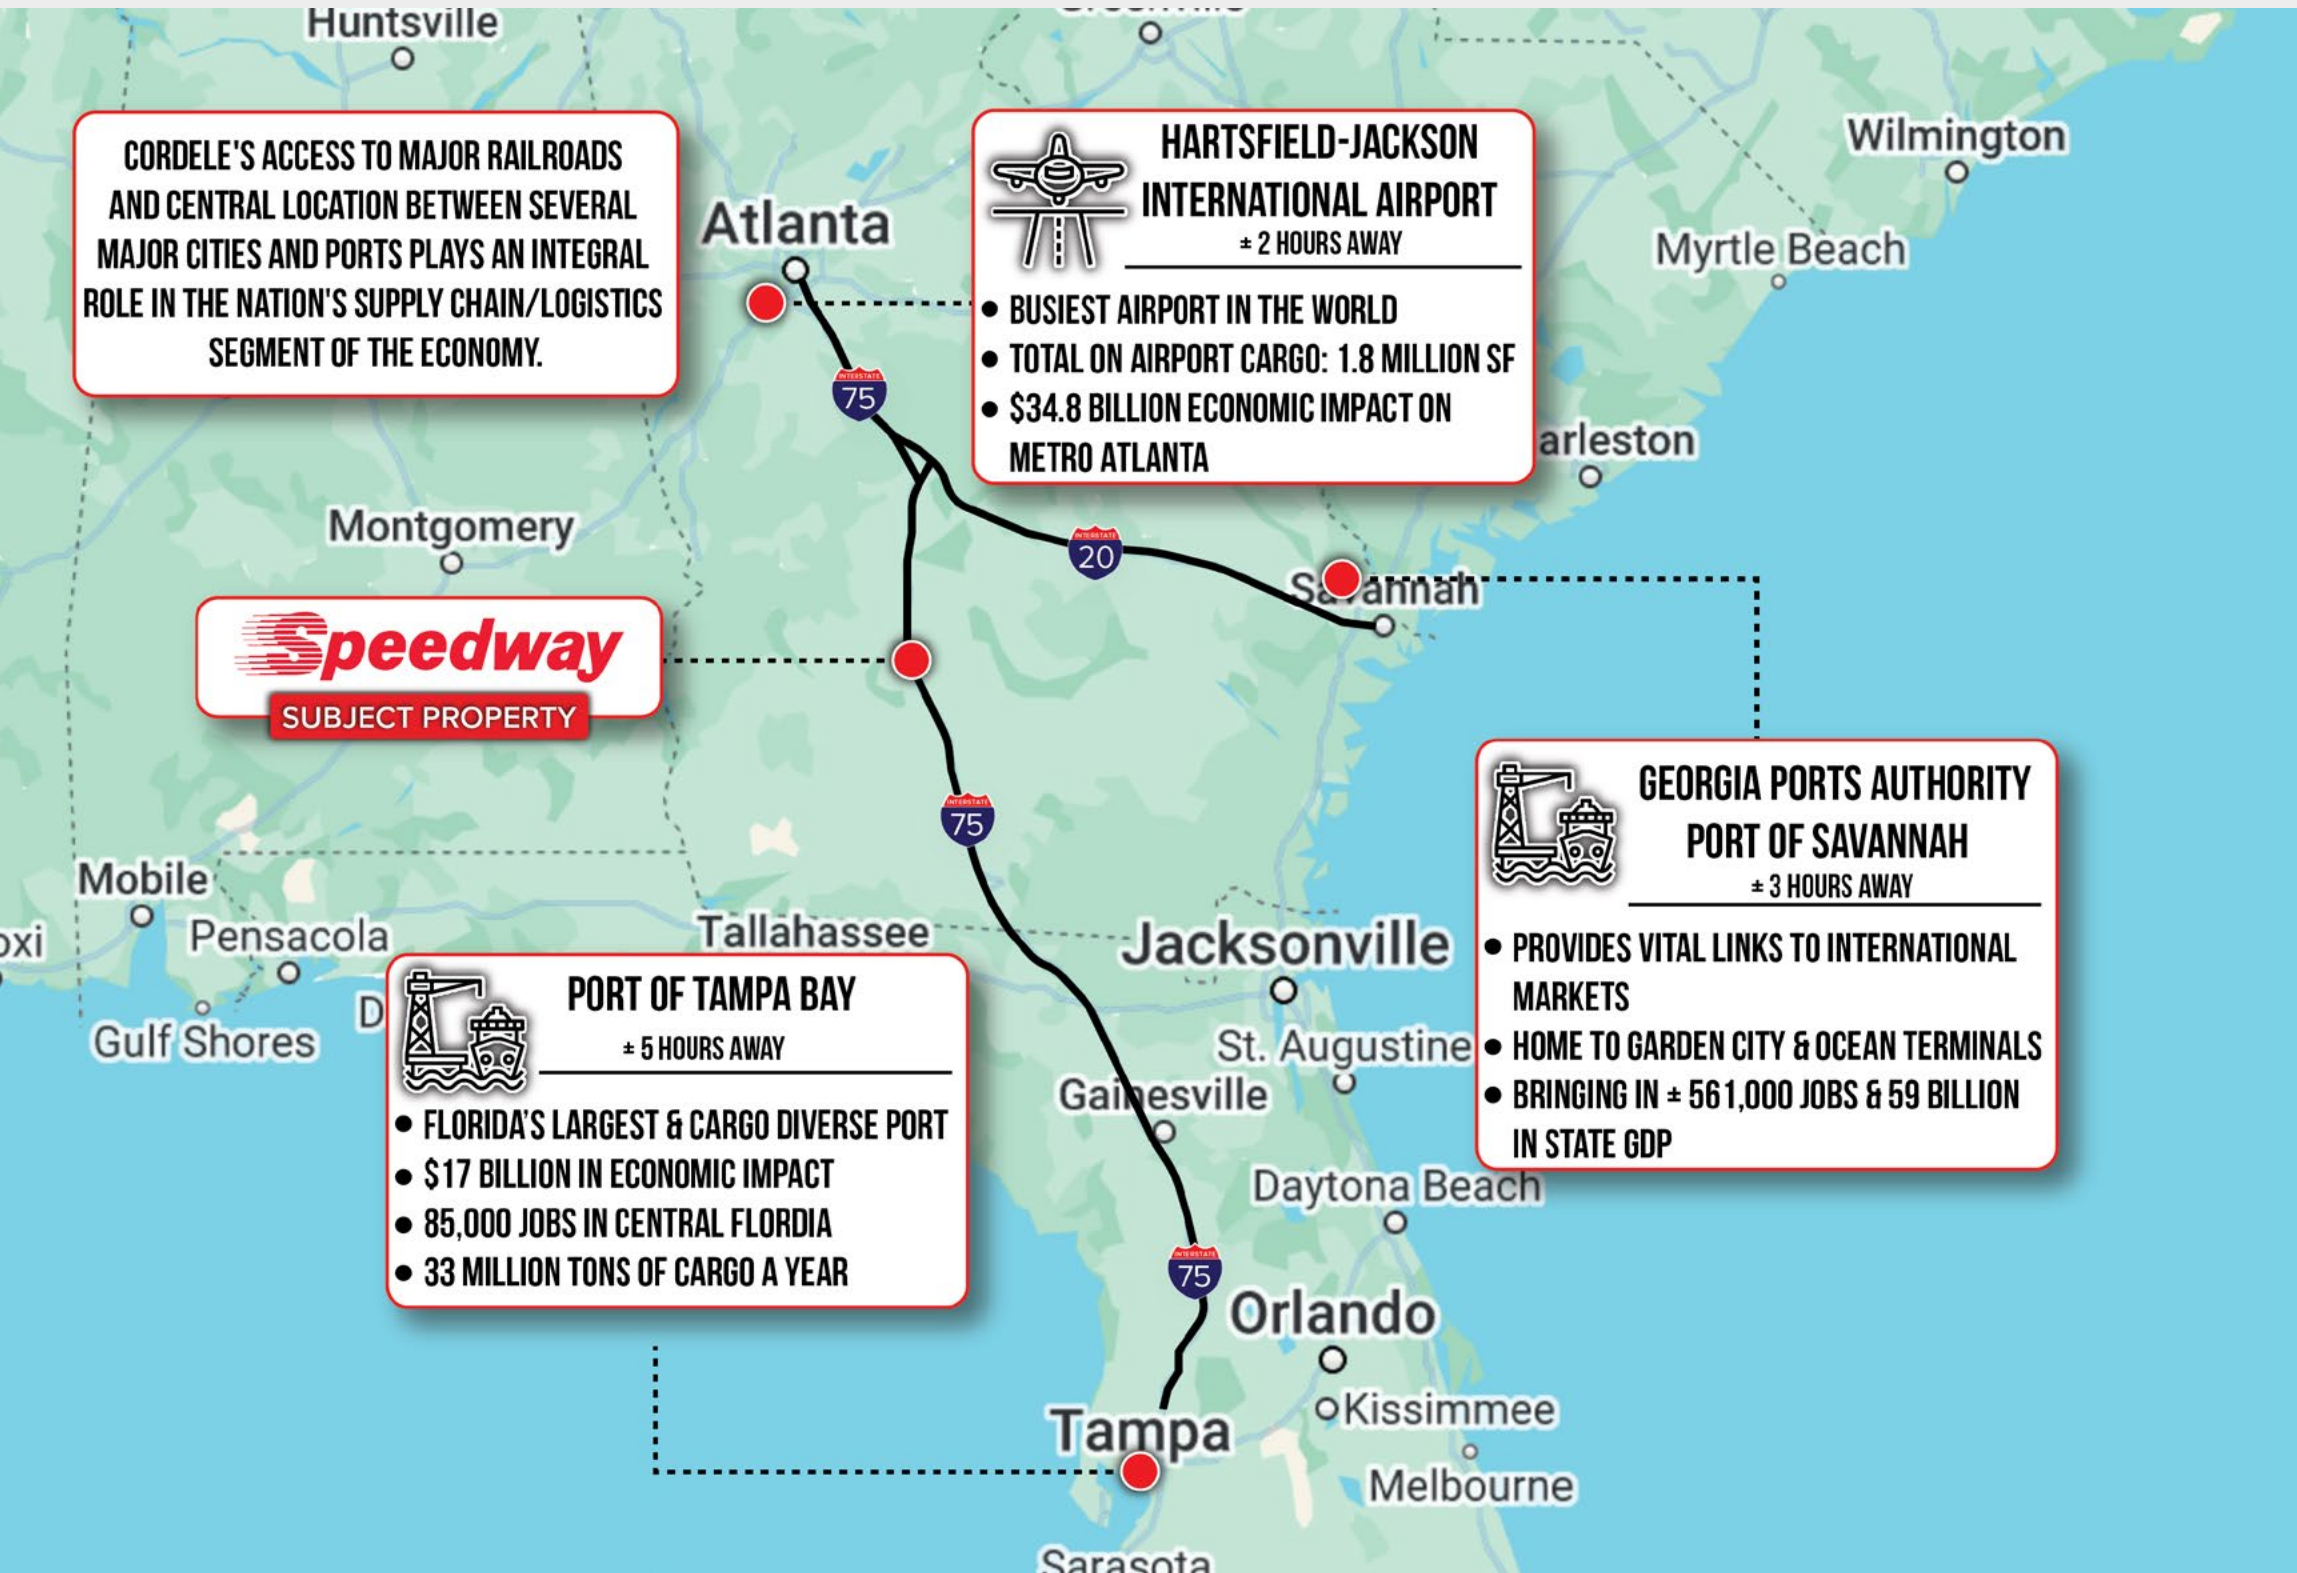 Huntsville
CORDELE'S ACCESS TO MAJOR RAILROADS
AND CENTRAL LOCATION BETWEEN SEVERAL
MAJOR CITIES AND PORTS PLAYS AN INTEGRAL
ROLE IN THE NATION'S SUPPLY CHAIN/LOGISTICS
SEGMENT OF THE ECONOMY.
Atlanta
HARTSFIELD-JACKSON
INTERNATIONAL AIRPORT
± 2 HOURS AWAY
● BUSIEST AIRPORT IN THE WORLD
● TOTAL ON AIRPORT CARGO: 1.8 MILLION SF
● $34.8 BILLION ECONOMIC IMPACT ON
METRO ATLANTA
Wilmington
Myrtle Beach
arleston
INTERSTATE
75
Montgomery
INTERSTATE
20
Savannah
Speedway
SUBJECT PROPERTY
INTERSTATE
75
GEORGIA PORTS AUTHORITY
PORT OF SAVANNAH
± 3 HOURS AWAY
● PROVIDES VITAL LINKS TO INTERNATIONAL
MARKETS
● HOME TO GARDEN CITY & OCEAN TERMINALS
● BRINGING IN ± 561,000 JOBS & 59 BILLION
IN STATE GDP
Mobile
oxi
Pensacola
Gulf Shores
D
Tallahassee
Jacksonville
St. Augustine
Gainesville
Daytona Beach
PORT OF TAMPA BAY
± 5 HOURS AWAY
● FLORIDA'S LARGEST & CARGO DIVERSE PORT
● $17 BILLION IN ECONOMIC IMPACT
● 85,000 JOBS IN CENTRAL FLORDIA
● 33 MILLION TONS OF CARGO A YEAR
INTERSTATE
75
Orlando
Kissimmee
Tampa
Melbourne
Sarasota